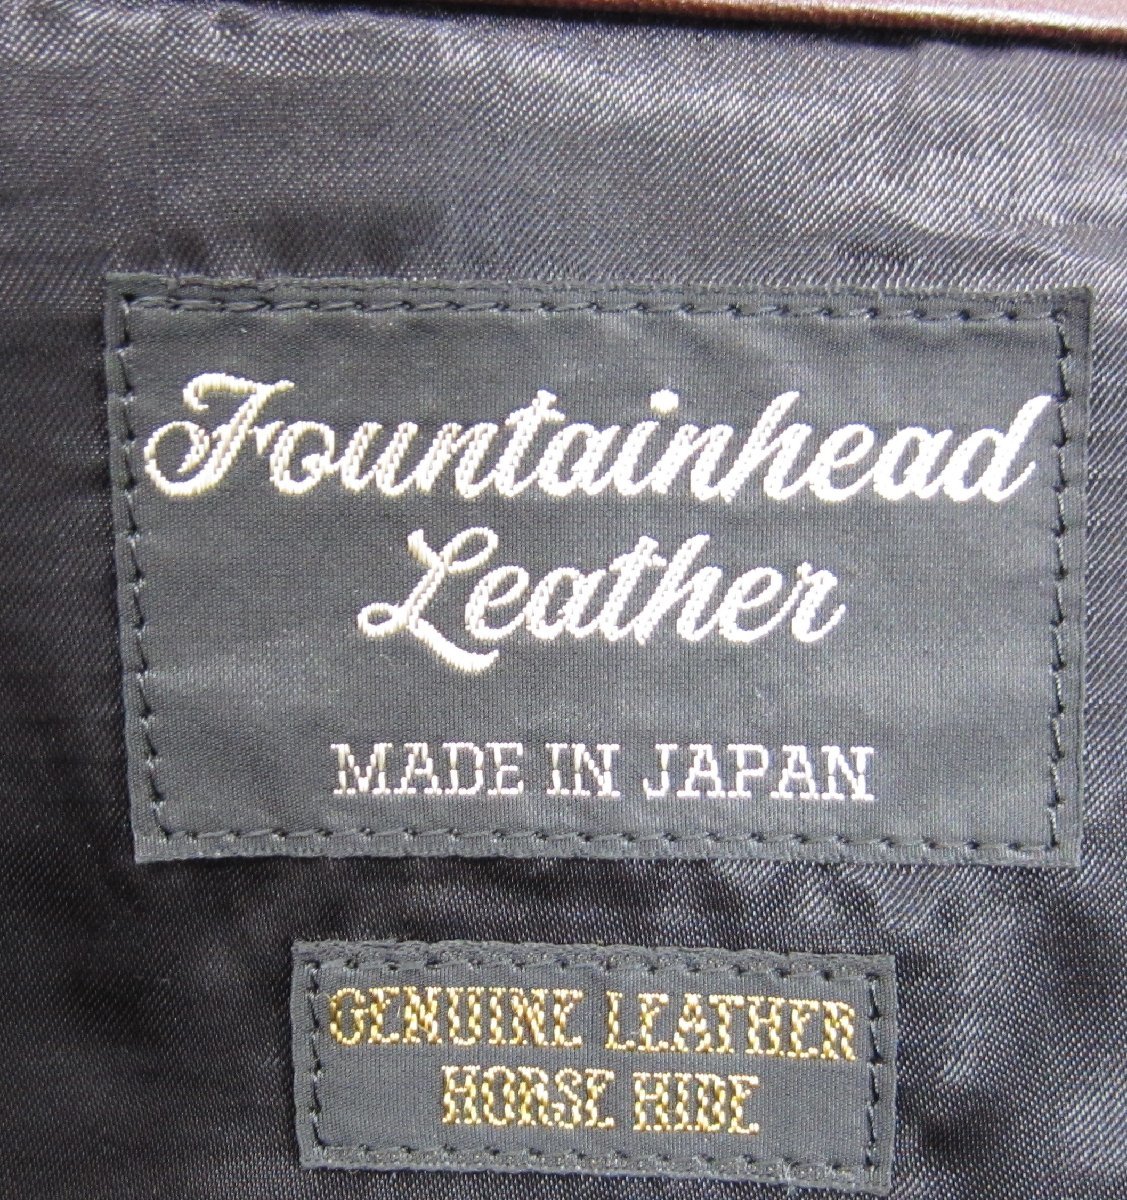 Fountainhead
Leather
MADE IN JAPAN
GENUINE LEATHER
HORSE HIDE